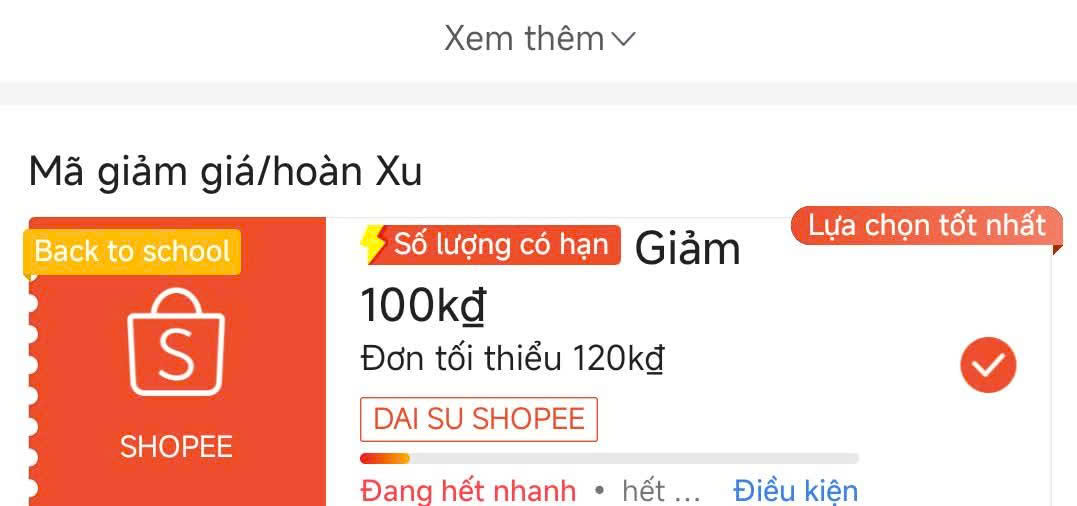 Xem thêm
Mã giảm giá/hoàn Xu
Lựa chọn tốt nhất
Back to school
Số lượng có hạn Giảm
100kđ
Đơn tối thiểu 120kđ
DAI SU SHOPEE
SHOPEE
Đang hết nhanh • hết ... Điều kiện